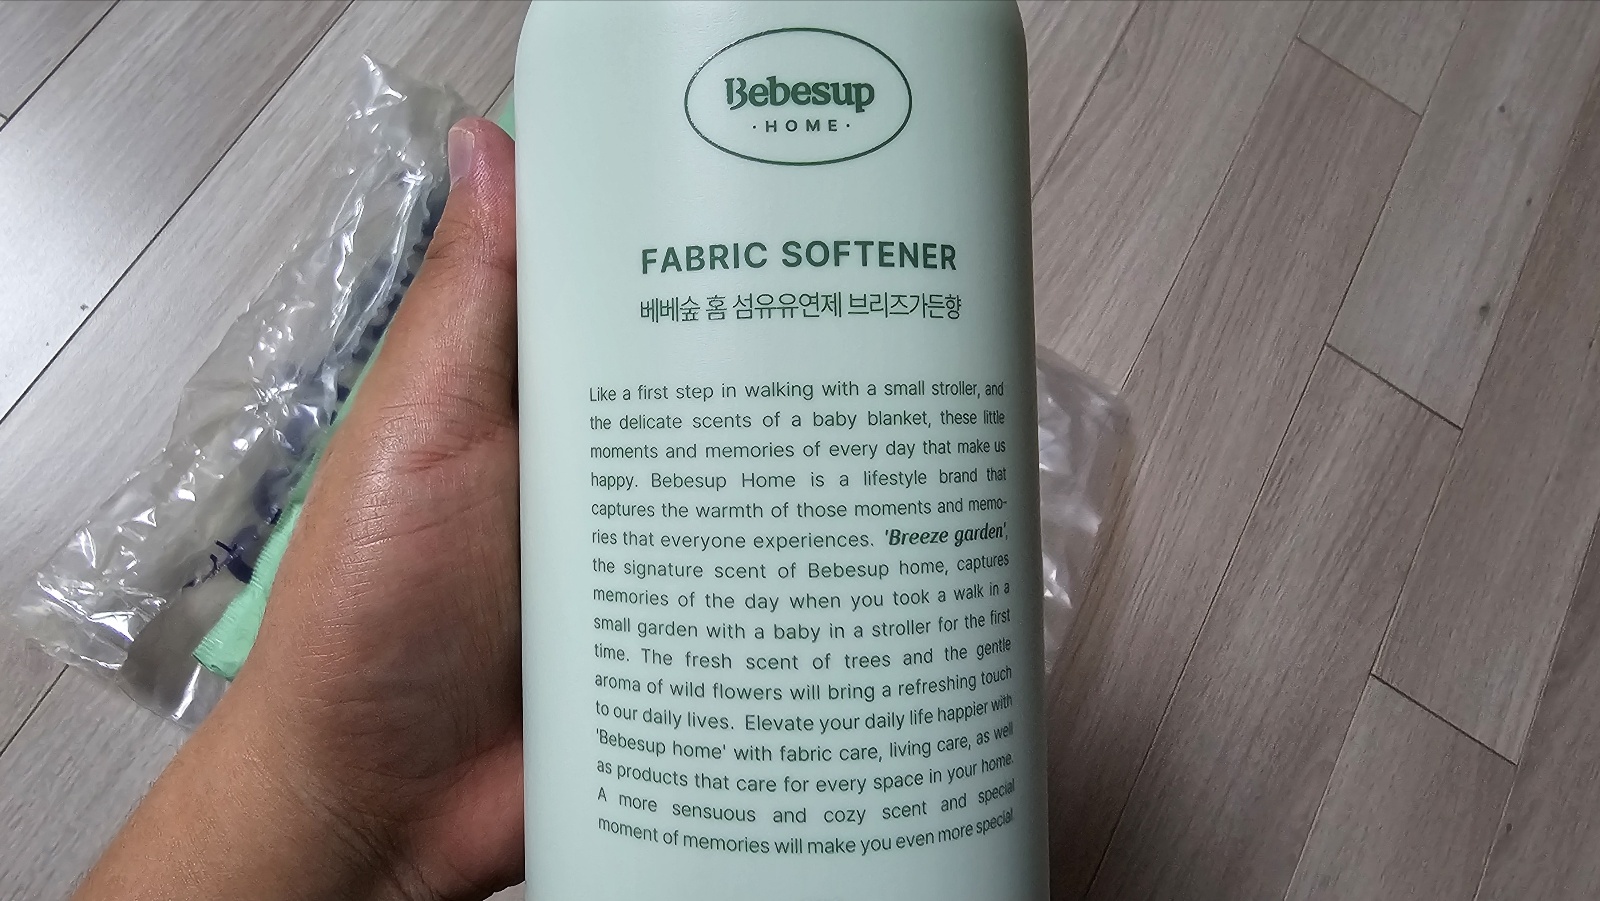 Bebesup
·HOME·
FABRIC SOFTENER
베베숲 홈 섬유유연제 브리즈가든향
Like a first step in walking with a small stroller, and
the delicate scents of a baby blanket, these little
moments and memories of every day that make us
happy. Bebesup Home is a lifestyle brand that
captures the warmth of those moments and memo-
ries that everyone experiences. 'Breeze garden',
the signature scent of Bebesup home, captures
memories of the day when you took a walk in a
small garden with a baby in a stroller for the first
time. The fresh scent of trees and the gentle
aroma of wild flowers will bring a refreshing touch
to our daily lives. Elevate your daily life happier with
'Bebesup home' with fabric care, living care, as well
as products that care for every space in your home.
A more sensuous and cozy scent and special
moment of memories will make you even more special.